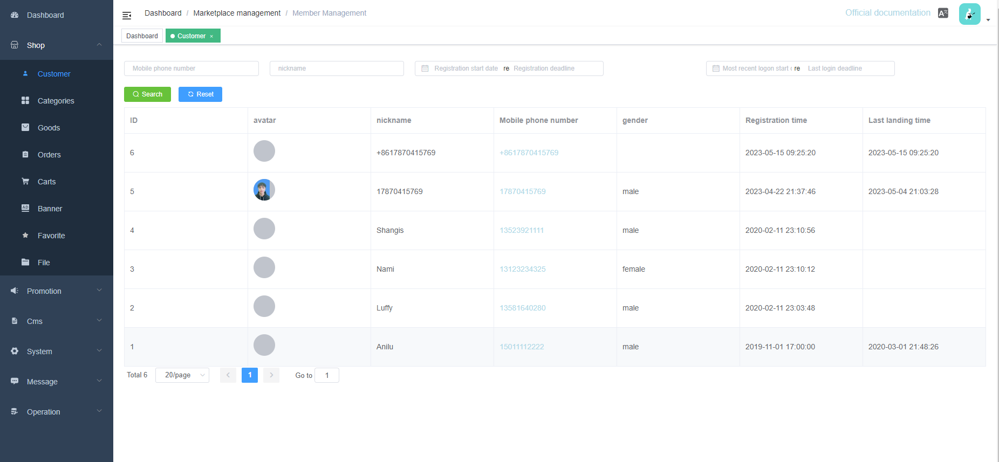 Dashboard
Shop
Customer
Categories
Goods
Orders
Carts
AD Banner
Favorite
File
Promotion
Cms
System
Message
Operation
Dashboard / Marketplace management / Member Management
Official documentation
Dashboard
Customer ×
Mobile phone number
nickname
Registration start date re Registration deadline
Most recent logon start re Last login deadline
Search
Reset
ID avatar nickname Mobile phone number gender Registration time Last landing time
6 +8617870415769 +8617870415769 2023-05-15 09:25:20 2023-05-15 09:25:20
5 17870415769 17870415769 male 2023-04-22 21:37:46 2023-05-04 21:03:28
4 Shangis 13523921111 male 2020-02-11 23:10:56
3 Nami 13123234325 female 2020-02-11 23:10:12
2 Luffy 13581640280 male 2020-02-11 23:03:48
1 Anilu 15011112222 male 2019-11-01 17:00:00 2020-03-01 21:48:26
Total 6 20/page 1 Go to 1